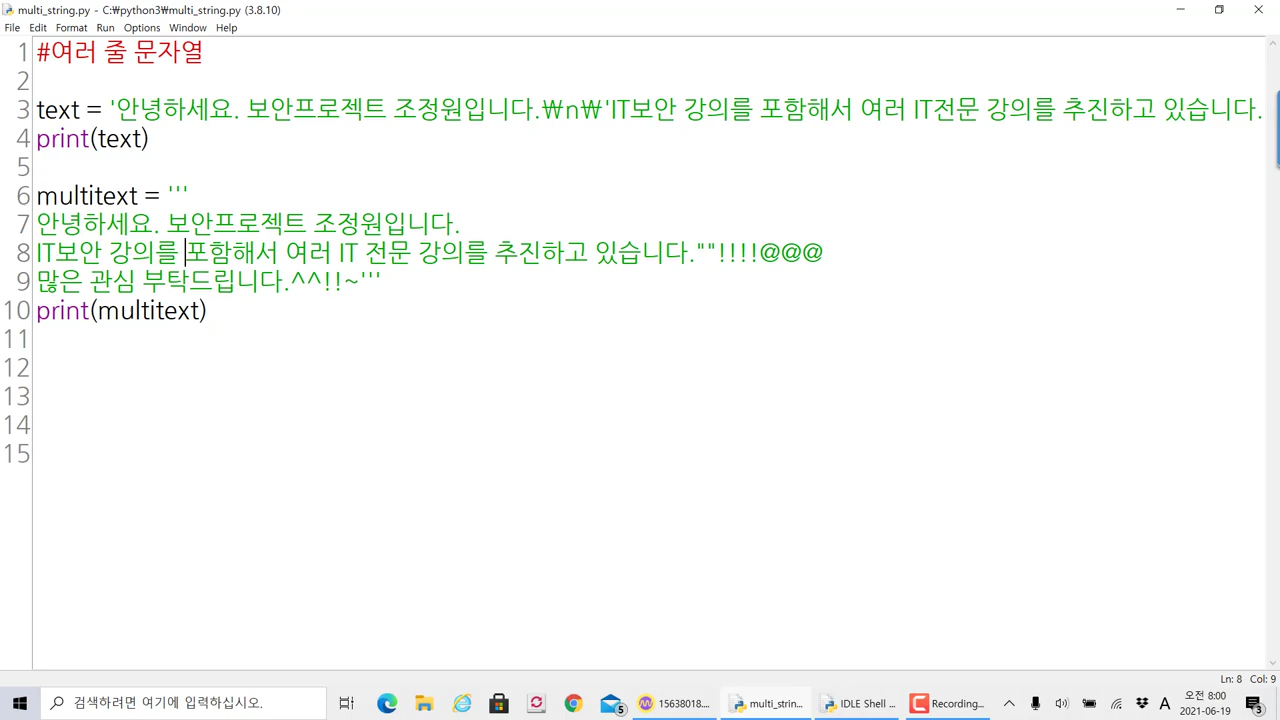 multi_string.py - C:₩python3₩multi_string.py (3.8.10)
File Edit Format Run Options Window Help
1 #여러 줄 문자열
2
3 text = '안녕하세요. 보안프로젝트 조정원입니다.₩n₩'IT보안 강의를 포함해서 여러 IT전문 강의를 추진하고 있습니다.
4 print(text)
5
6 multitext = '''
7 안녕하세요. 보안프로젝트 조정원입니다.
8 IT보안 강의를 포함해서 여러 IT 전문 강의를 추진하고 있습니다.""!!!!@@@
9 많은 관심 부탁드립니다.^^!!~'''
10 print(multitext)
11
12
13
14
15
Ln: 8 Col: 9
검색하려면 여기에 입력하십시오.
5
15638018...
multi_strin...
IDLE Shell ...
Recording...
A
오전 8:00
2021-06-19
3